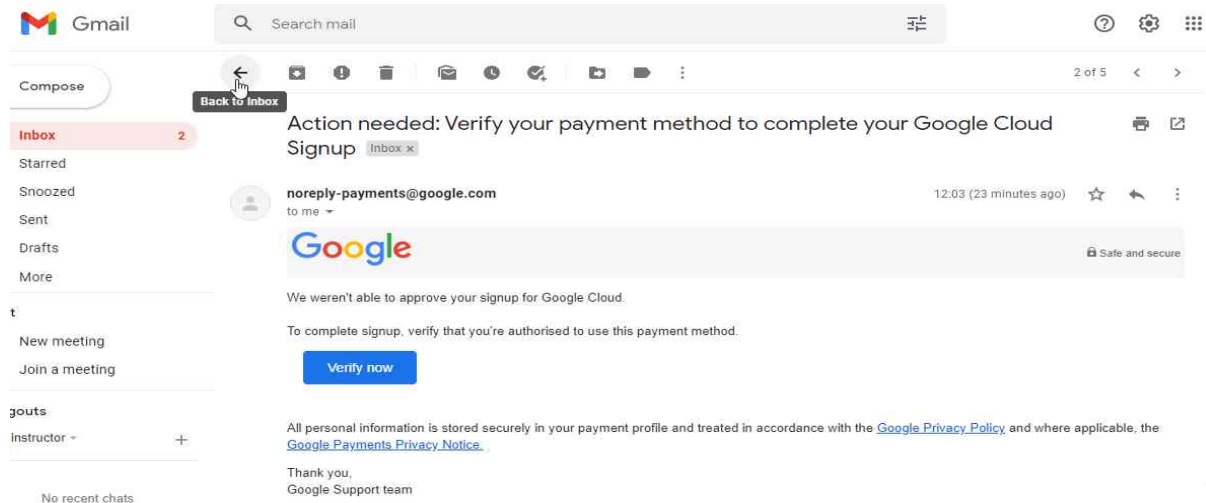 Gmail
Search mail
Compose
2 of 5
Back to Inbox
Inbox 2
Starred
Snoozed
Sent
Drafts
More
t
New meeting
Join a meeting
gouts
Instructor
No recent chats
Action needed: Verify your payment method to complete your Google Cloud
Signup Inbox x
noreply-payments@google.com 12:03 (23 minutes ago)
to me
Google Safe and secure
We weren't able to approve your signup for Google Cloud.
To complete signup, verify that you're authorised to use this payment method.
Verify now
All personal information is stored securely in your payment profile and treated in accordance with the Google Privacy Policy and where applicable, the
Google Payments Privacy Notice.
Thank you,
Google Support team